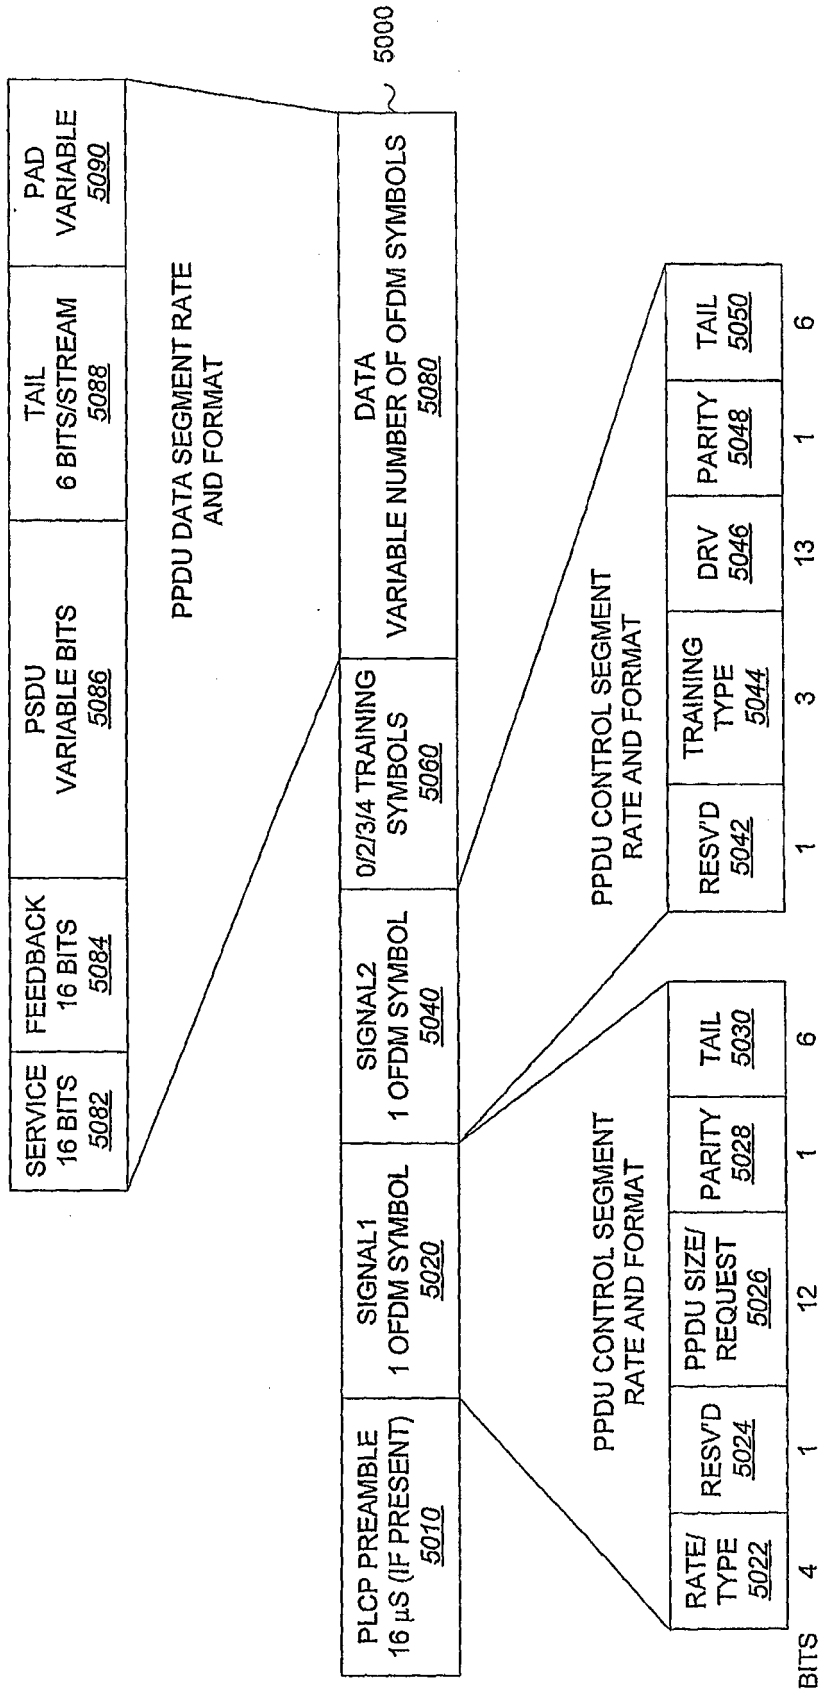 SERVICE
16 BITS
5082
FEEDBACK
16 BITS
5084
PSDU
VARIABLE BITS
5086
TAIL
6 BITS/STREAM
5088
PAD
VARIABLE
5090
PPDU DATA SEGMENT RATE
AND FORMAT
PLCP PREAMBLE
16 µS (IF PRESENT)
5010
SIGNAL1
1 OFDM SYMBOL
5020
SIGNAL2
1 OFDM SYMBOL
5040
0/2/3/4 TRAINING
SYMBOLS
5060
DATA
VARIABLE NUMBER OF OFDM SYMBOLS
5080
5000
PPDU CONTROL SEGMENT
RATE AND FORMAT
PPDU CONTROL SEGMENT
RATE AND FORMAT
RATE/
TYPE
5022
RESV'D
5024
PPDU SIZE/
REQUEST
5026
PARITY
5028
TAIL
5030
RESV'D
5042
TRAINING
TYPE
5044
DRV
5046
PARITY
5048
TAIL
5050
BITS 4 1 12 1 6 1 3 13 1 6